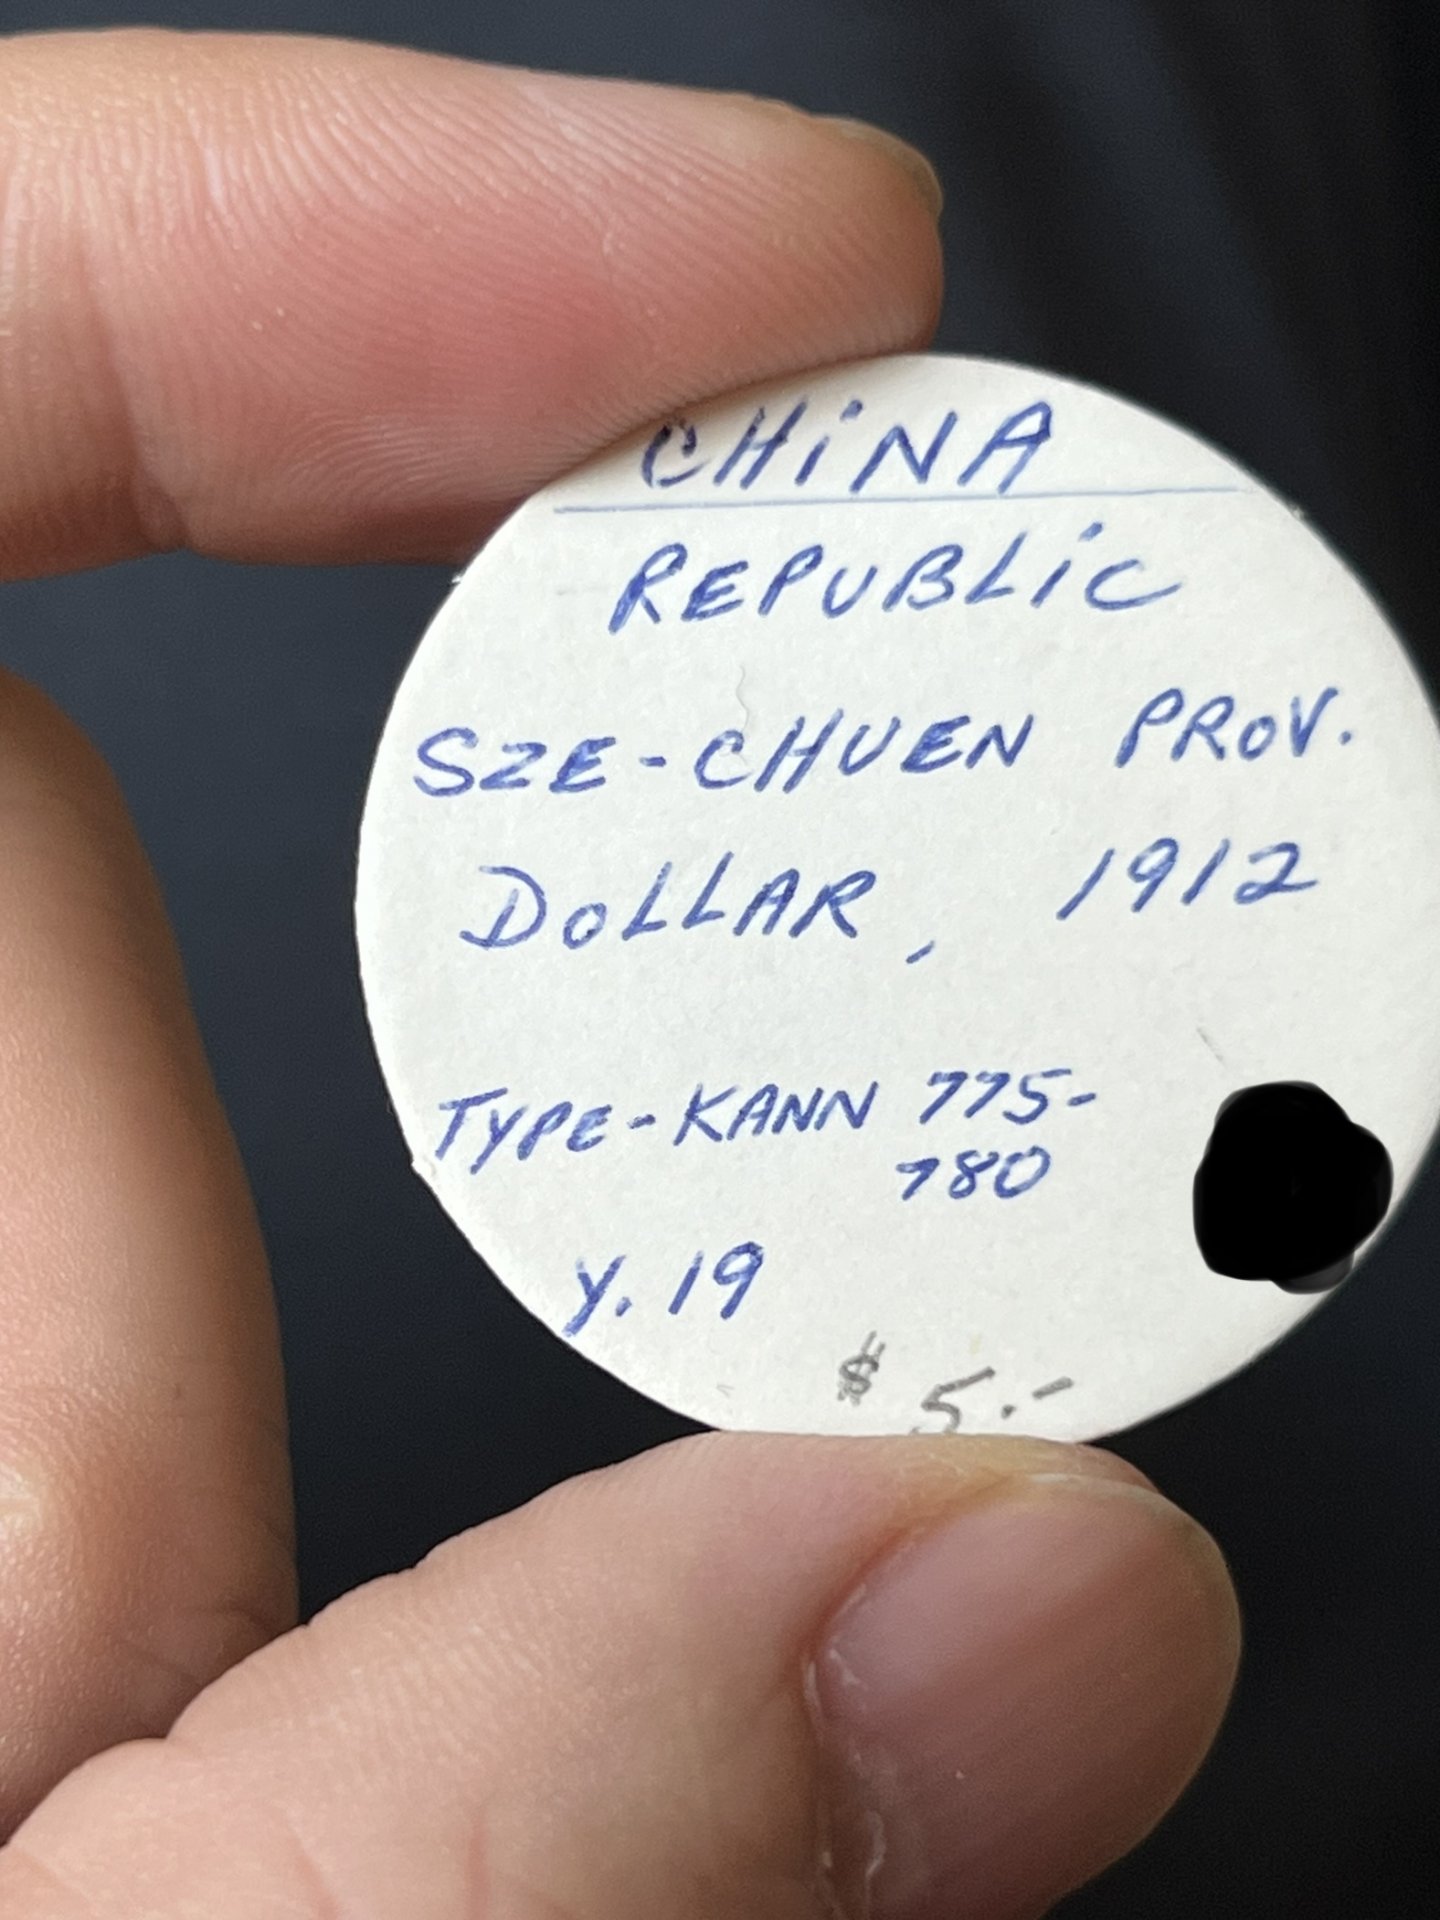 CHiNA
REPUBLiC
SZE-CHUEN PROV.
DOLLAR, 1912
TYPE-KANN 775-
780
Y. 19
$ 5.-